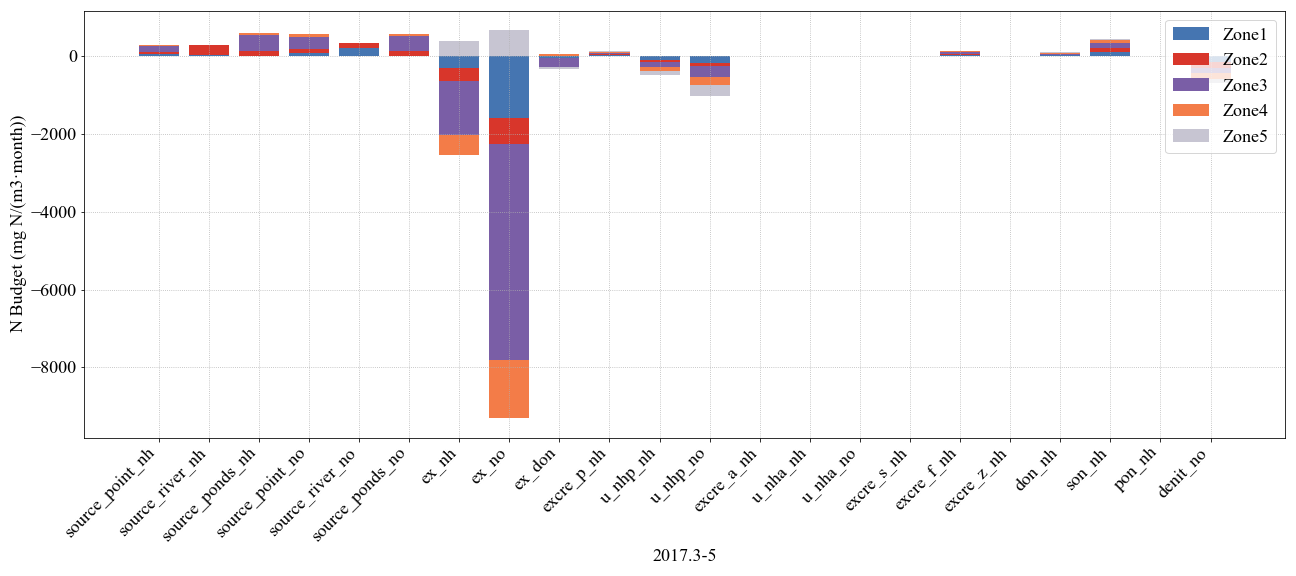 N Budget (mg N/(m3·month))
0
−2000
−4000
−6000
−8000
Zone1
Zone2
Zone3
Zone4
Zone5
source_point_nh
source_river_nh
source_ponds_nh
source_point_no
source_river_no
source_ponds_no
ex_nh
ex_no
ex_don
excre_p_nh
u_nhp_nh
u_nhp_no
excre_a_nh
u_nha_nh
u_nha_no
excre_s_nh
excre_f_nh
excre_z_nh
don_nh
son_nh
pon_nh
denit_no
2017.3-5